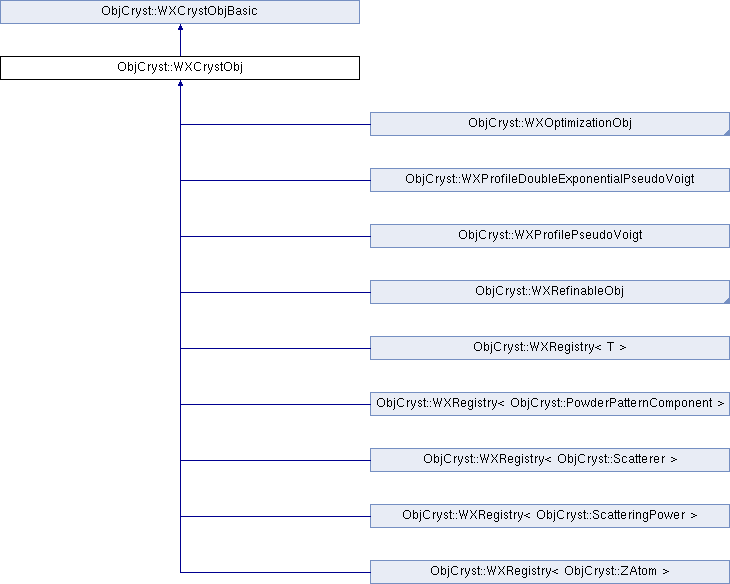 ObjCryst::WXCrystObjBasic
ObjCryst::WXCrystObj
ObjCryst::WXOptimizationObj
ObjCryst::WXProfileDoubleExponentialPseudoVoigt
ObjCryst::WXProfilePseudoVoigt
ObjCryst::WXRefinableObj
ObjCryst::WXRegistry< T >
ObjCryst::WXRegistry< ObjCryst::PowderPatternComponent >
ObjCryst::WXRegistry< ObjCryst::Scatterer >
ObjCryst::WXRegistry< ObjCryst::ScatteringPower >
ObjCryst::WXRegistry< ObjCryst::ZAtom >